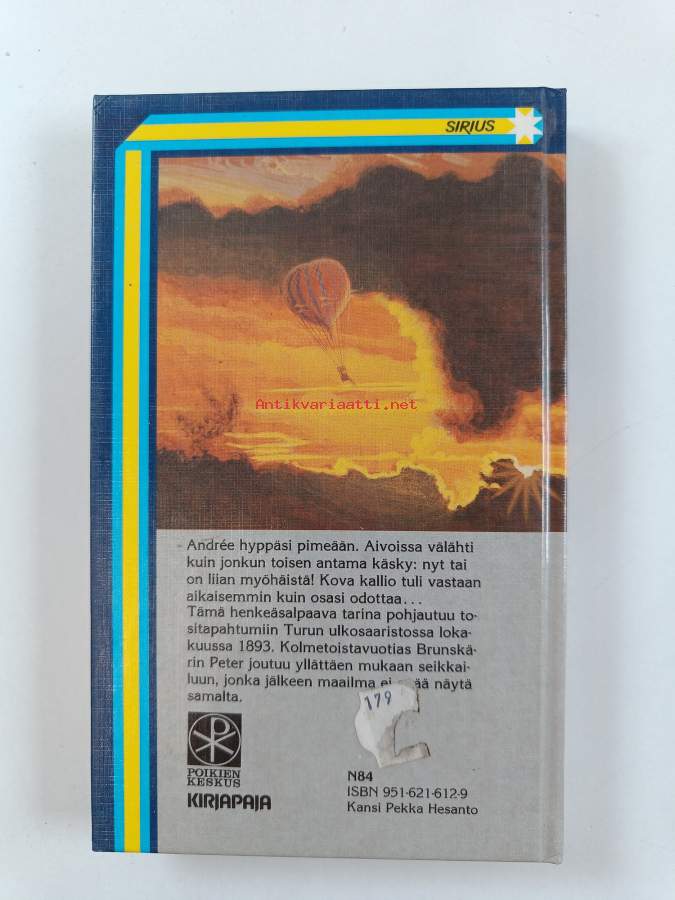 SIRIUS
Antikvariaatti.net
Andrée hyppäsi pimeään. Aivoissa välähti
kuin jonkun toisen antama käsky: nyt tai
on liian myöhäistä! Kova kallio tuli vastaan
aikaisemmin kuin osasi odottaa...
Tämä henkeäsalpaava tarina pohjautuu to-
sitapahtumiin Turun ulkosaaristossa loka-
kuussa 1893. Kolmetoistavuotias Brunskä-
rin Peter joutuu yllättäen mukaan seikkai-
luun, jonka jälkeen maailma näytä
samalta.
179
POIKIEN
KESKUS
KIRJAPAJA
N84
ISBN 951-621-612-9
Kansi Pekka Hesanto